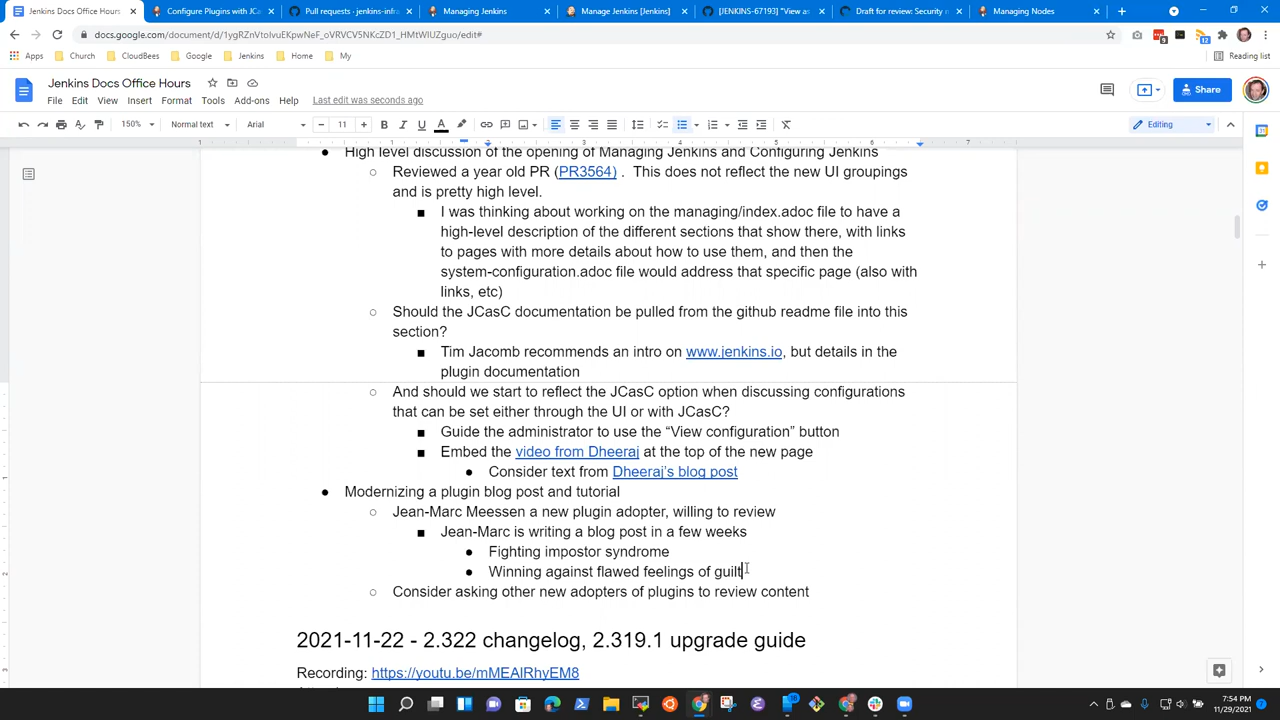 Jenkins Docs Office Hours
Configure Plugins with JCa
Pull requests · jenkins-infra
Managing Jenkins
Manage Jenkins [Jenkins]
[JENKINS-67193] "View as
Draft for review: Security
Managing Nodes
docs.google.com/document/d/1ygRZnVtoIvuEKpwNeF_oVRVCV5NKcZD1_HMtWIUZguo/edit#
Apps
Church
CloudBees
Google
Jenkins
Home
My
Reading list
Jenkins Docs Office Hours
File Edit View Insert Format Tools Add-ons Help Last edit was seconds ago
Share
150% Normal text Arial 11 B I U A Editing
High level discussion of the opening of Managing Jenkins and Configuring Jenkins
Reviewed a year old PR (PR3564) . This does not reflect the new UI groupings
and is pretty high level.
I was thinking about working on the managing/index.adoc file to have a
high-level description of the different sections that show there, with links
to pages with more details about how to use them, and then the
system-configuration.adoc file would address that specific page (also with
links, etc)
Should the JCasC documentation be pulled from the github readme file into this
section?
Tim Jacomb recommends an intro on www.jenkins.io, but details in the
plugin documentation
And should we start to reflect the JCasC option when discussing configurations
that can be set either through the UI or with JCasC?
Guide the administrator to use the “View configuration” button
Embed the video from Dheeraj at the top of the new page
Consider text from Dheeraj’s blog post
Modernizing a plugin blog post and tutorial
Jean-Marc Meessen a new plugin adopter, willing to review
Jean-Marc is writing a blog post in a few weeks
Fighting impostor syndrome
Winning against flawed feelings of guilt
Consider asking other new adopters of plugins to review content
2021-11-22 - 2.322 changelog, 2.319.1 upgrade guide
Recording: https://youtu.be/mMEAlRhyEM8
7:54 PM
11/29/2021